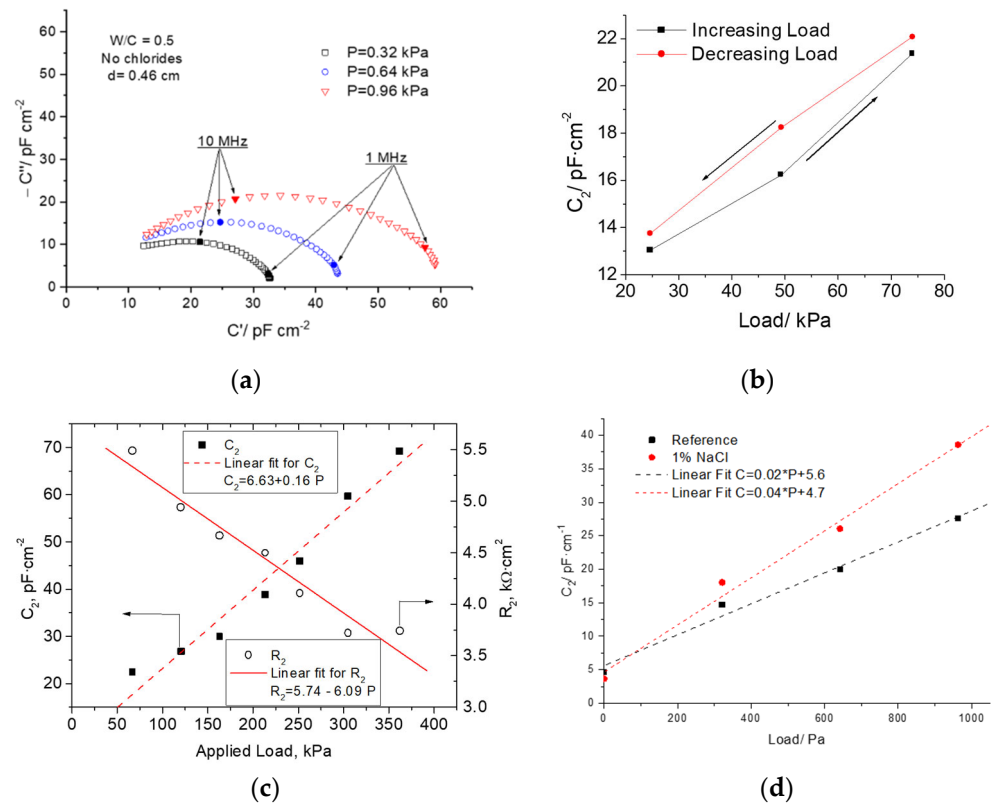 W/C = 0.5
No chlorides
d= 0.46 cm
P=0.32 kPa
P=0.64 kPa
P=0.96 kPa
10 MHz
1 MHz
− C''/ pF cm-2
60
50
40
30
20
10
0
0 10 20 30 40 50 60
C'/ pF cm-2
(a)
Increasing Load
Decreasing Load
C2/ pF·cm-2
22
20
18
16
14
12
20 30 40 50 60 70 80
Load/ kPa
(b)
C2
Linear fit for C2
C2=6.63+0.16 P
R2
Linear fit for R2
R2=5.74 - 6.09 P
C2, pF·cm-2
70
60
50
40
30
20
R2, kΩ·cm2
5.5
5.0
4.5
4.0
3.5
3.0
0 50 100 150 200 250 300 350 400
Applied Load, kPa
(c)
Reference
1% NaCl
Linear Fit C=0.02*P+5.6
Linear Fit C=0.04*P+4.7
C2/ pF·cm-1
40
35
30
25
20
15
10
5
0
0 200 400 600 800 1000
Load/ Pa
(d)